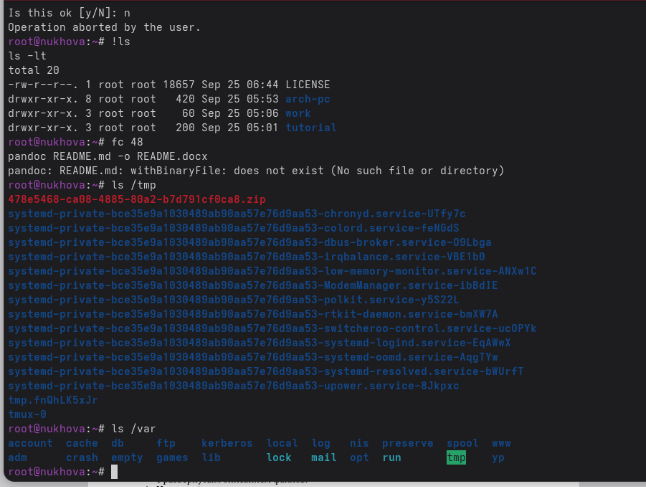 Is this ok [y/N]: n
Operation aborted by the user.
root@nukhova:~# !ls
ls -lt
total 20
-rw-r--r--. 1 root root 18657 Sep 25 06:44 LICENSE
drwxr-xr-x. 8 root root   420 Sep 25 05:53 arch-pc
drwxr-xr-x. 3 root root    60 Sep 25 05:06 work
drwxr-xr-x. 3 root root   200 Sep 25 05:01 tutorial
root@nukhova:~# fc 48
pandoc README.md -o README.docx
pandoc: README.md: withBinaryFile: does not exist (No such file or directory)
root@nukhova:~# ls /tmp
478e5468-ca08-4885-80a2-b7d791cf0ca8.zip
systemd-private-bce35e9a1030489ab90aa57e76d9aa53-chronyd.service-UTfy7c
systemd-private-bce35e9a1030489ab90aa57e76d9aa53-colord.service-feNGdS
systemd-private-bce35e9a1030489ab90aa57e76d9aa53-dbus-broker.service-O9Lbga
systemd-private-bce35e9a1030489ab90aa57e76d9aa53-irqbalance.service-VBE1b0
systemd-private-bce35e9a1030489ab90aa57e76d9aa53-low-memory-monitor.service-ANXw1C
systemd-private-bce35e9a1030489ab90aa57e76d9aa53-ModemManager.service-ibBdIE
systemd-private-bce35e9a1030489ab90aa57e76d9aa53-polkit.service-y5S22L
systemd-private-bce35e9a1030489ab90aa57e76d9aa53-rtkit-daemon.service-bmXW7A
systemd-private-bce35e9a1030489ab90aa57e76d9aa53-switcheroo-control.service-ucOPYk
systemd-private-bce35e9a1030489ab90aa57e76d9aa53-systemd-logind.service-EqAWeX
systemd-private-bce35e9a1030489ab90aa57e76d9aa53-systemd-oomd.service-AqgTYw
systemd-private-bce35e9a1030489ab90aa57e76d9aa53-systemd-resolved.service-bWUrfT
systemd-private-bce35e9a1030489ab90aa57e76d9aa53-upower.service-8Jkpxc
tmp.fnQhLK5xJr
tmux-0
root@nukhova:~# ls /var
account  cache  db     ftp    kerberos  local  log   nis  preserve  spool  www
adm      crash  empty  games  lib       lock   mail  opt  run       tmp    yp
root@nukhova:~#